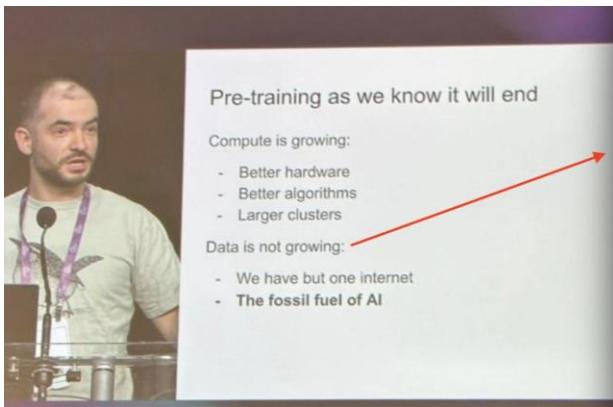 Pre-training as we know it will end
Compute is growing:
- Better hardware
- Better algorithms
- Larger clusters
Data is not growing:
- We have but one internet
- The fossil fuel of AI